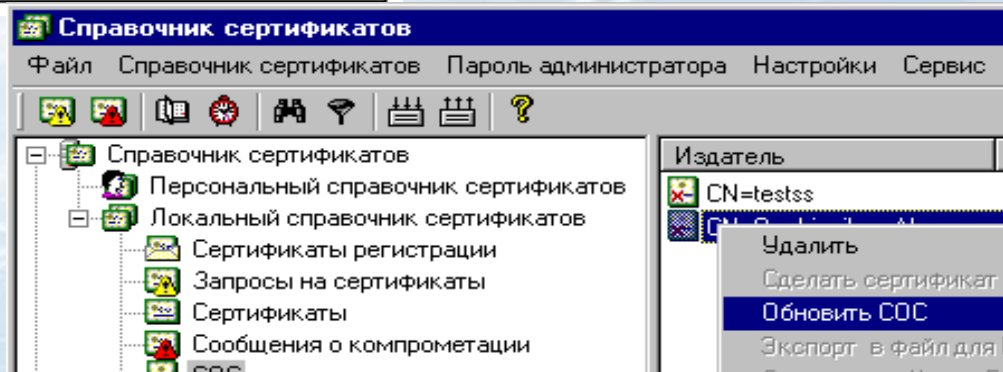 Справочник сертификатов
Файл Справочник сертификатов Пароль администратора Настройки Сервис
Справочник сертификатов
Персональный справочник сертификатов
Локальный справочник сертификатов
Сертификаты регистрации
Запросы на сертификаты
Сертификаты
Сообщения о компрометации
СОС
Издатель
CN=testss
Удалить
Сделать сертификат
Обновить СОС
Экспорт в файл для